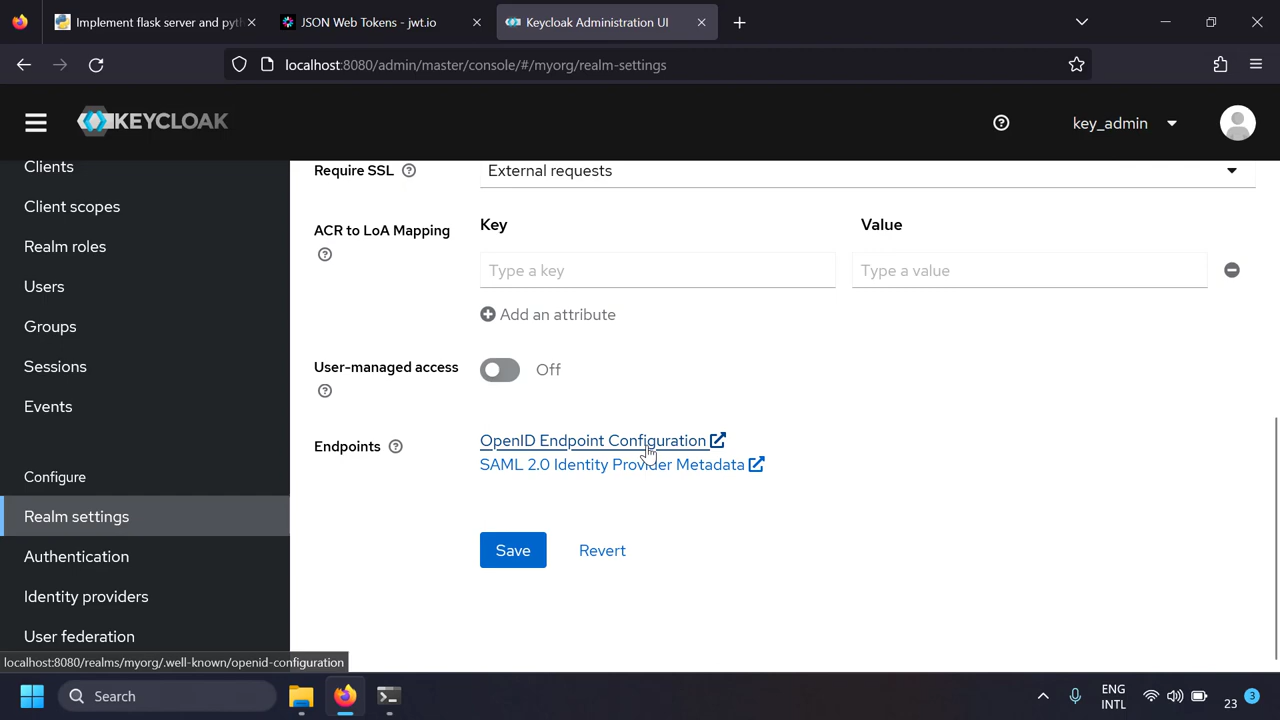 Implement flask server and pyt
JSON Web Tokens - jwt.io
Keycloak Administration UI
localhost:8080/admin/master/console/#/myorg/realm-settings
KEYCLOAK
key_admin
Clients
Client scopes
Realm roles
Users
Groups
Sessions
Events
Configure
Realm settings
Authentication
Identity providers
User federation
Require SSL
External requests
ACR to LoA Mapping
Key
Value
Type a key
Type a value
Add an attribute
User-managed access
Off
Endpoints
OpenID Endpoint Configuration
SAML 2.0 Identity Provider Metadata
Save
Revert
localhost:8080/realms/myorg/.well-known/openid-configuration
Search
ENG
INTL
23
3